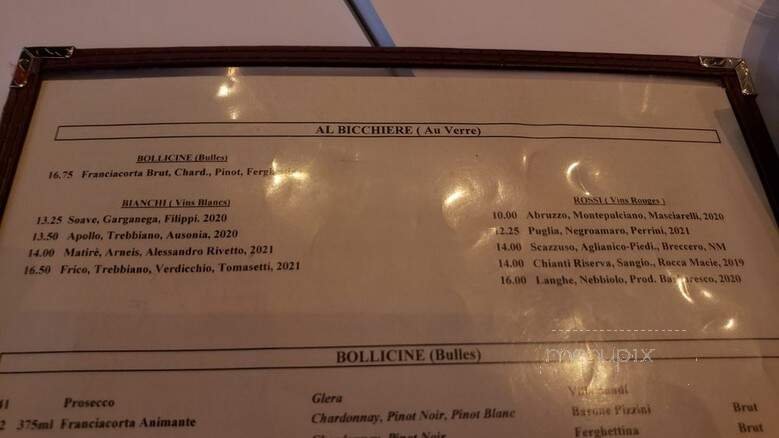 AL BICCHIERE ( Au Verre)
BOLLICINE (Bulles)
16.75 Franciacorta Brut, Chard., Pinot,
BIANCHI ( Vins Blancs)
13.25 Soave, Garganega, Filippi, 2020
13.50 Apollo, Trebbiano, Ausonia, 2020
14.00 Matiré, Arneis, Alessandro Rivetto, 2021
16.50 Frico, Trebbiano, Verdicchio, Tomasetti, 2021
ROSSI ( Vins Rouges )
10.00 Abruzzo, Montepulciano, Masciarelli, 2020
12.25 Puglia, Negroamaro, Perrini, 2021
14.00 Scazzuso, Aglianico-Piedi., Breccero, NM
14.00 Chianti Riserva, Sangio., Rocca Macie, 2019
16.00 Langhe, Nebbiolo, Prod. Barbaresco, 2020
BOLLICINE (Bulles)
menupix
41 Prosecco Glera
2 375ml Franciacorta Animante Chardonnay, Pinot Noir, Pinot Blanc Barone Pizzini Brut
Chardonnay, Pinot Noir Ferghettina Brut